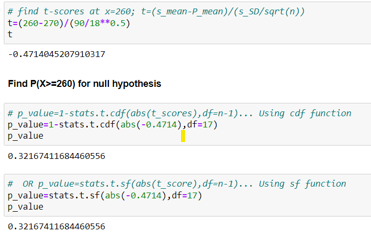 # find t-scores at x=260; t=(s_mean-P_mean)/(s_SD/sqrt(n))
t=(260-270)/(90/18**0.5)
t
-0.4714045207910317
Find P(X>=260) for null hypothesis
# p_value=1-stats.t.cdf(abs(t_scores),df=n-1)... Using cdf function
p_value=1-stats.t.cdf(abs(-0.4714),df=17)
p_value
0.32167411684460556
# OR p_value=stats.t.sf(abs(t_score),df=n-1)... Using sf function
p_value=stats.t.sf(abs(-0.4714),df=17)
p_value
0.32167411684460556